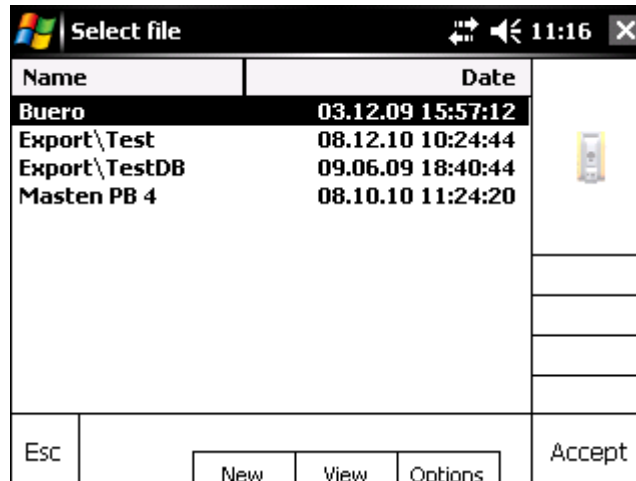 Select file 11:16
Name Date
Buero 03.12.09 15:57:12
Export\Test 08.12.10 10:24:44
Export\TestDB 09.06.09 18:40:44
Masten PB 4 08.10.10 11:24:20
Esc New View Options Accept